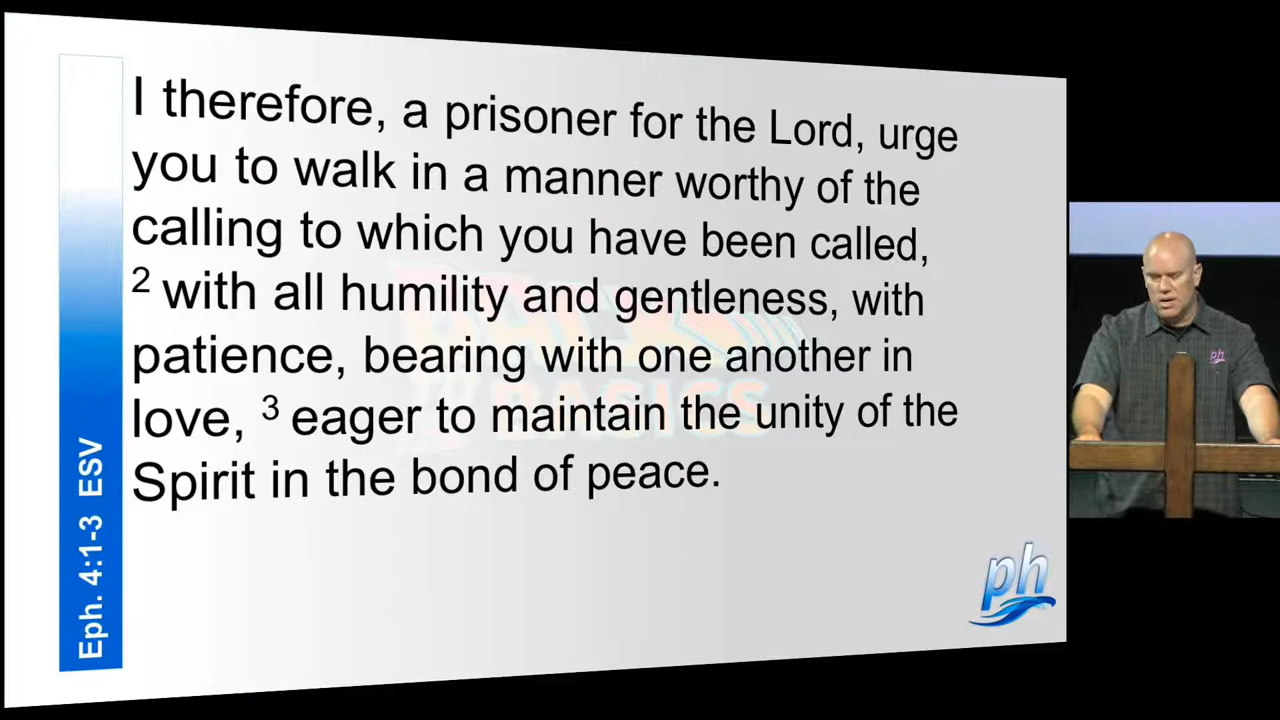 I therefore, a prisoner for the Lord, urge
you to walk in a manner worthy of the
calling to which you have been called,
2 with all humility and gentleness, with
patience, bearing with one another in
love, 3 eager to maintain the unity of the
Spirit in the bond of peace.
Eph. 4:1-3 ESV
BASICS
ph
ph